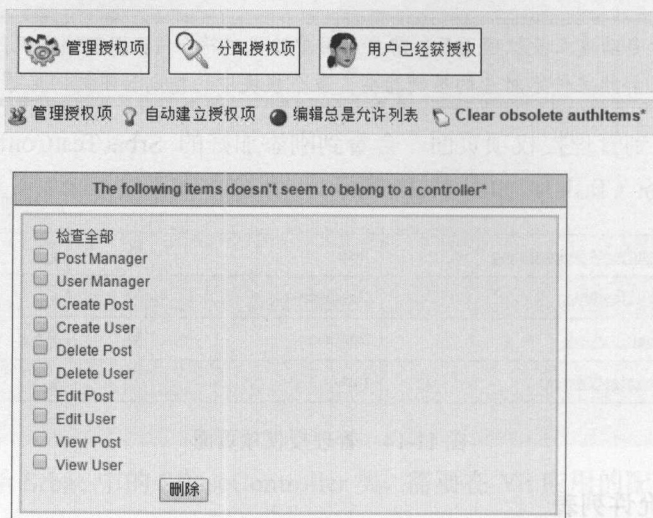 管理授权项 分配授权项 用户已经获授权
管理授权项 自动建立授权项 编辑总是允许列表 Clear obsolete authItems*
The following items doesn't seem to belong to a controller*
检查全部
Post Manager
User Manager
Create Post
Create User
Delete Post
Delete User
Edit Post
Edit User
View Post
View User
删除